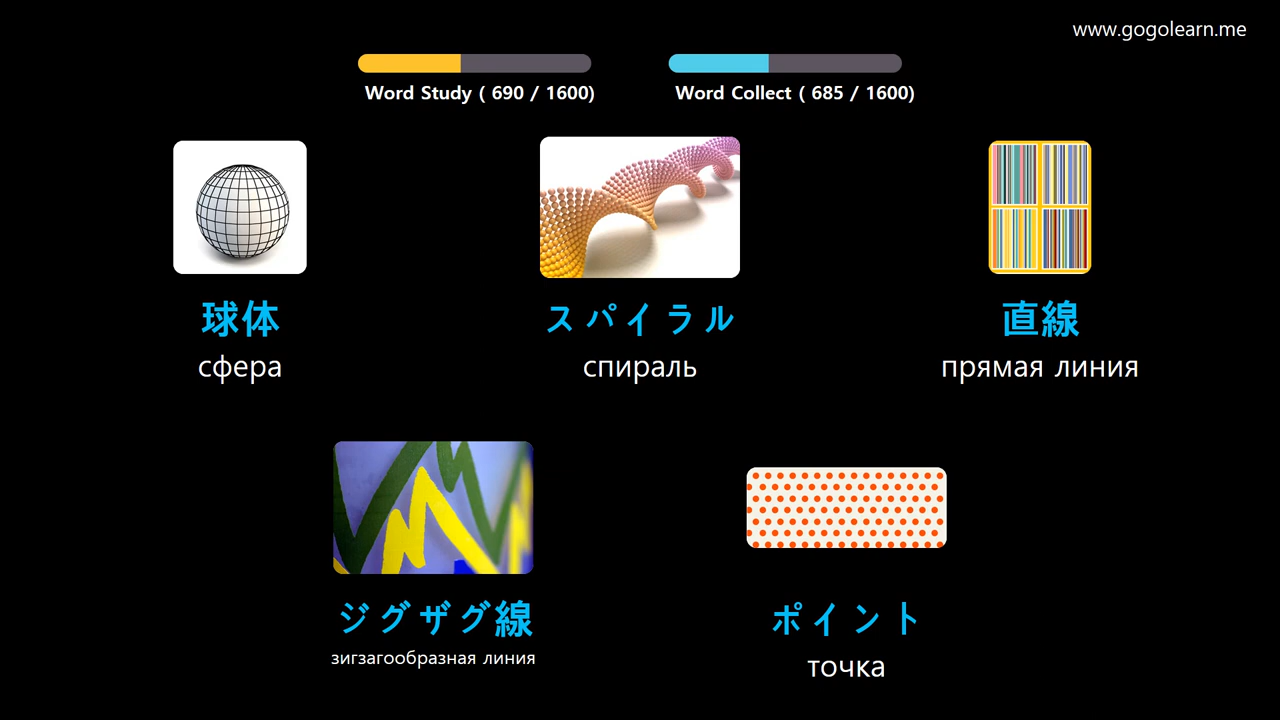 www.gogolearn.me
Word Study ( 690 / 1600)
Word Collect ( 685 / 1600)
球体
スパイラル
直線
сфера
спираль
прямая линия
ジグザグ線
ポイント
зигзагообразная линия
точка